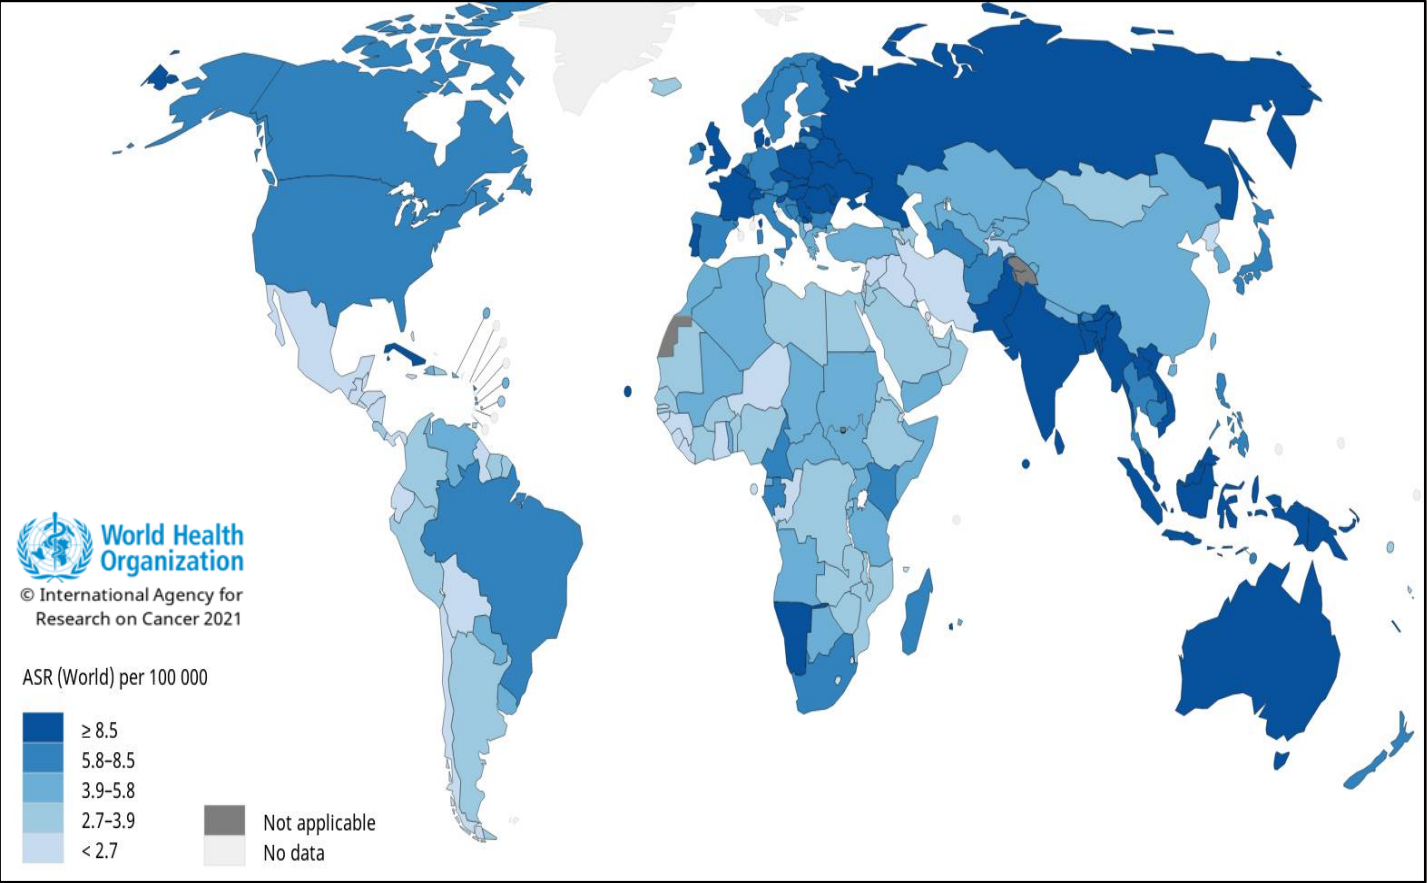 World Health
Organization
© International Agency for
Research on Cancer 2021
ASR (World) per 100 000
≥ 8.5
5.8–8.5
3.9–5.8
2.7–3.9
< 2.7
Not applicable
No data